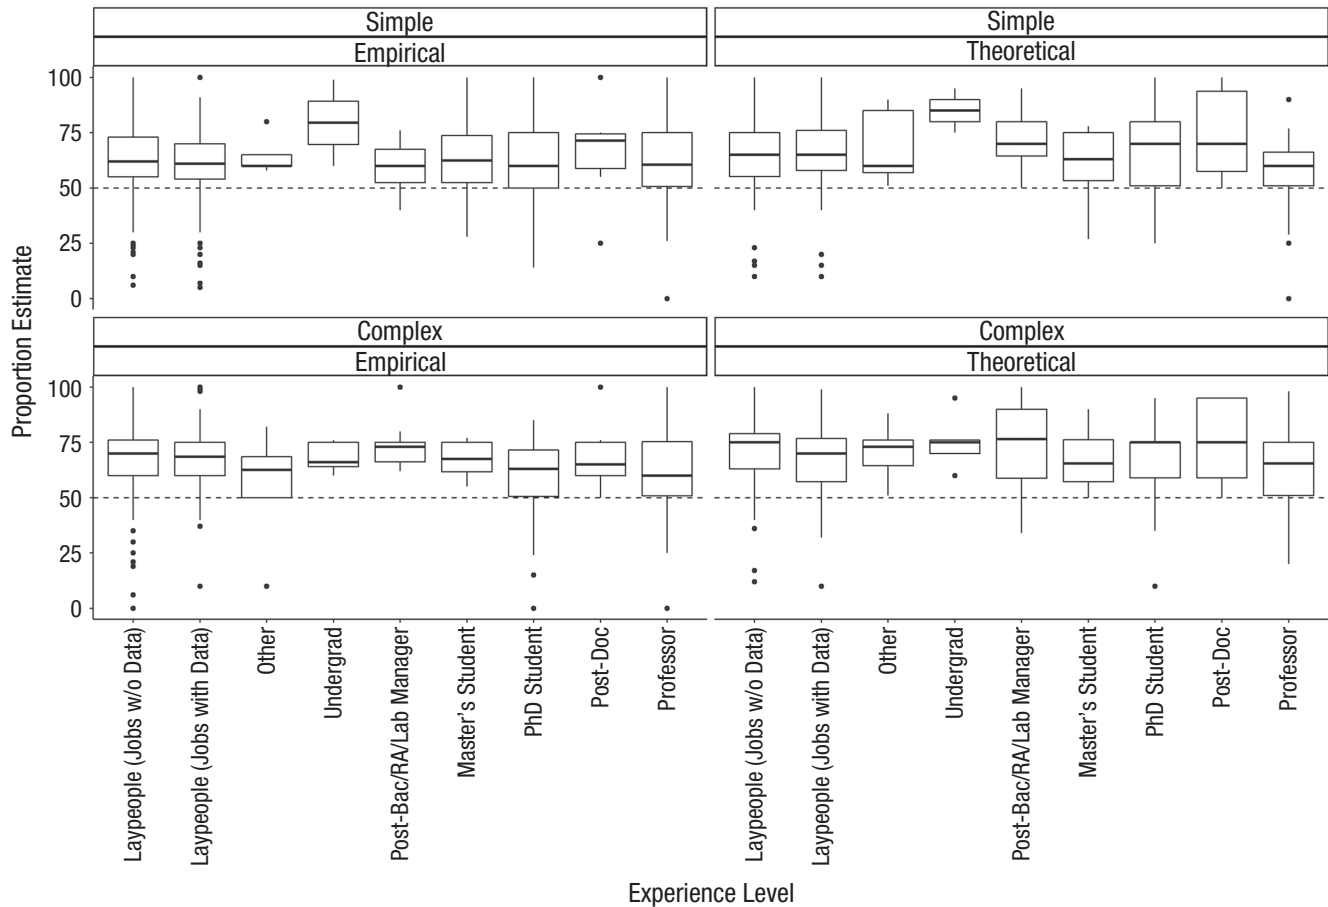 Simple
Empirical
Simple
Theoretical
100
75
50
25
0
Complex
Empirical
Complex
Theoretical
100
75
50
25
0
Proportion Estimate
Laypeople (Jobs w/o Data)
Laypeople (Jobs with Data)
Other
Undergrad
Post-Bac/RA/Lab Manager
Master’s Student
PhD Student
Post-Doc
Professor
Laypeople (Jobs w/o Data)
Laypeople (Jobs with Data)
Other
Undergrad
Post-Bac/RA/Lab Manager
Master’s Student
PhD Student
Post-Doc
Professor
Experience Level